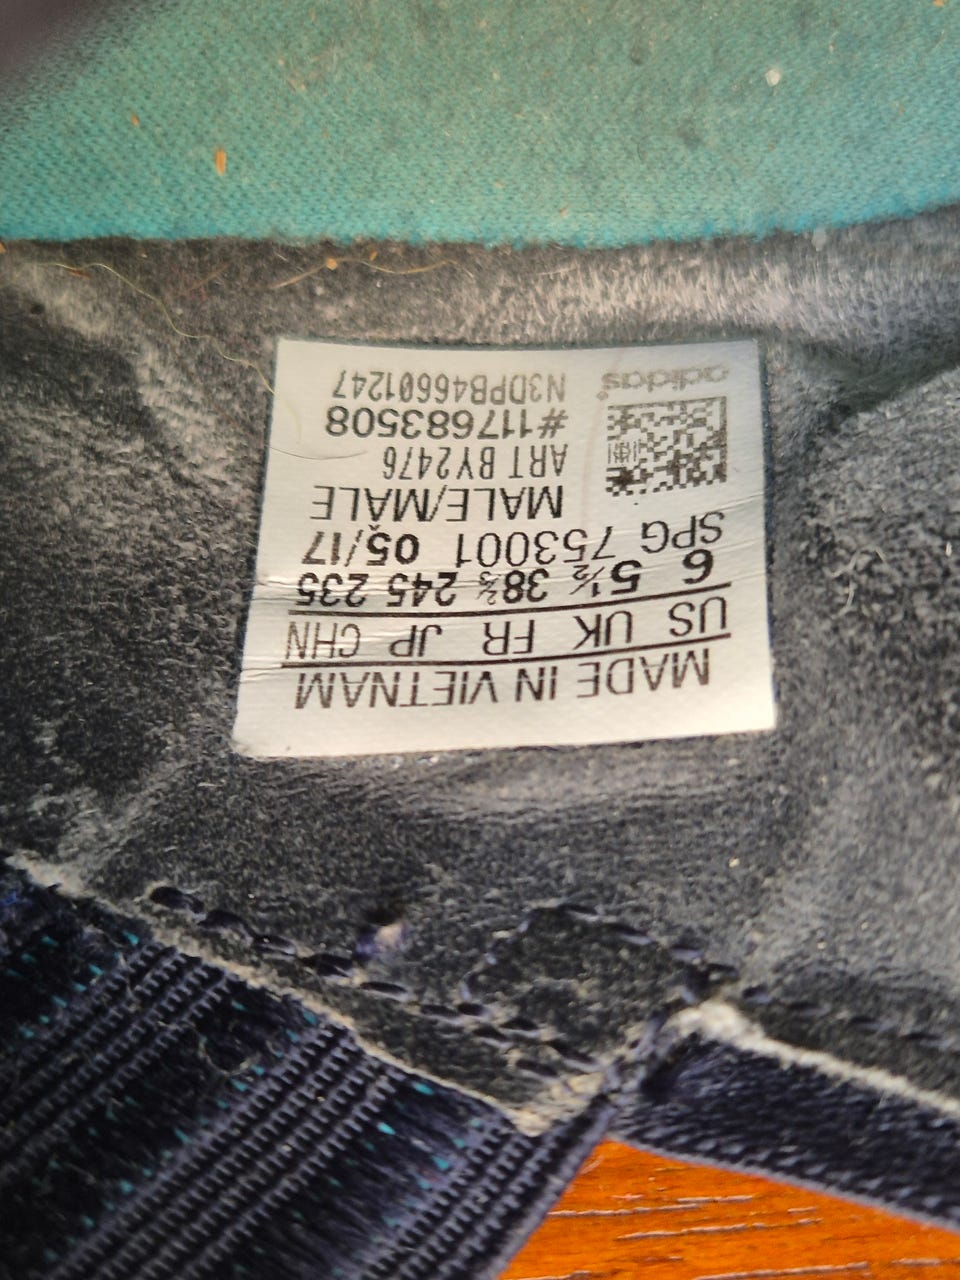 MADE IN VIETNAM
US UK FR JP CHN
6 5½ 38⅔ 245 235
SPG 753001 05/17
MALE/MALE
ART BY2476
#117683508
N3DPB46601247
adidas